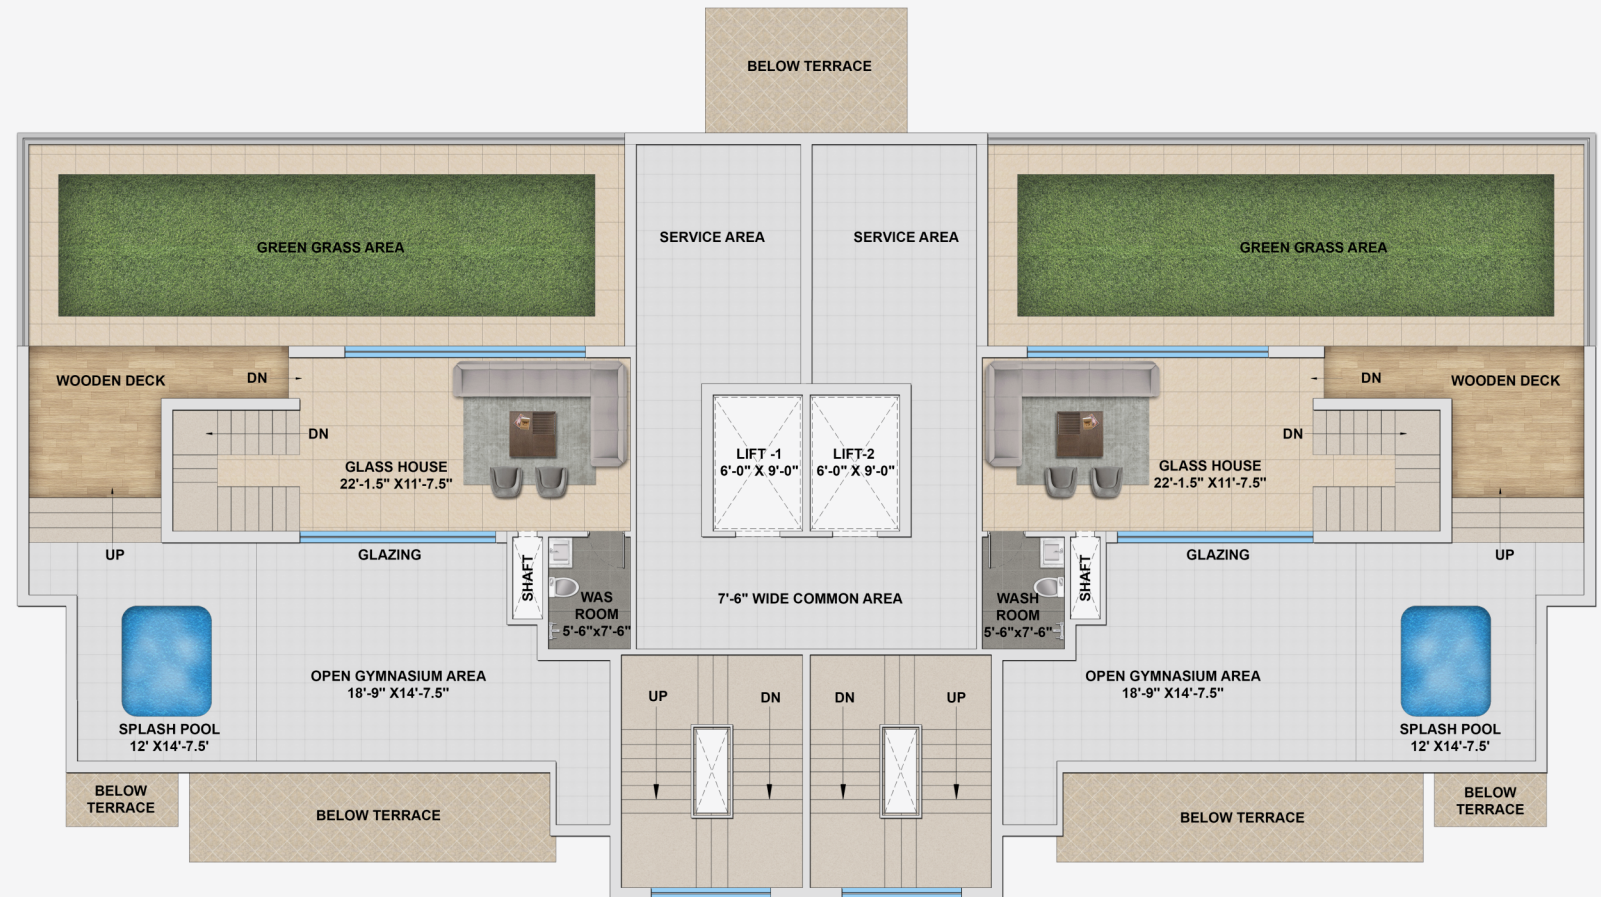 BELOW TERRACE
SERVICE AREA
SERVICE AREA
GREEN GRASS AREA
GREEN GRASS AREA
WOODEN DECK
DN
DN
WOODEN DECK
DN
DN
LIFT -1
6'-0" X 9'-0"
LIFT-2
6'-0" X 9'-0"
GLASS HOUSE
22'-1.5" X11'-7.5"
GLASS HOUSE
22'-1.5" X11'-7.5"
UP
GLAZING
GLAZING
UP
SHAFT
SHAFT
WAS
ROOM
5'-6"x7'-6"
7'-6" WIDE COMMON AREA
WASH
ROOM
5'-6"x7'-6"
OPEN GYMNASIUM AREA
18'-9" X14'-7.5"
OPEN GYMNASIUM AREA
18'-9" X14'-7.5"
UP
DN
DN
UP
SPLASH POOL
12' X14'-7.5'
SPLASH POOL
12' X14'-7.5'
BELOW
TERRACE
BELOW TERRACE
BELOW TERRACE
BELOW
TERRACE